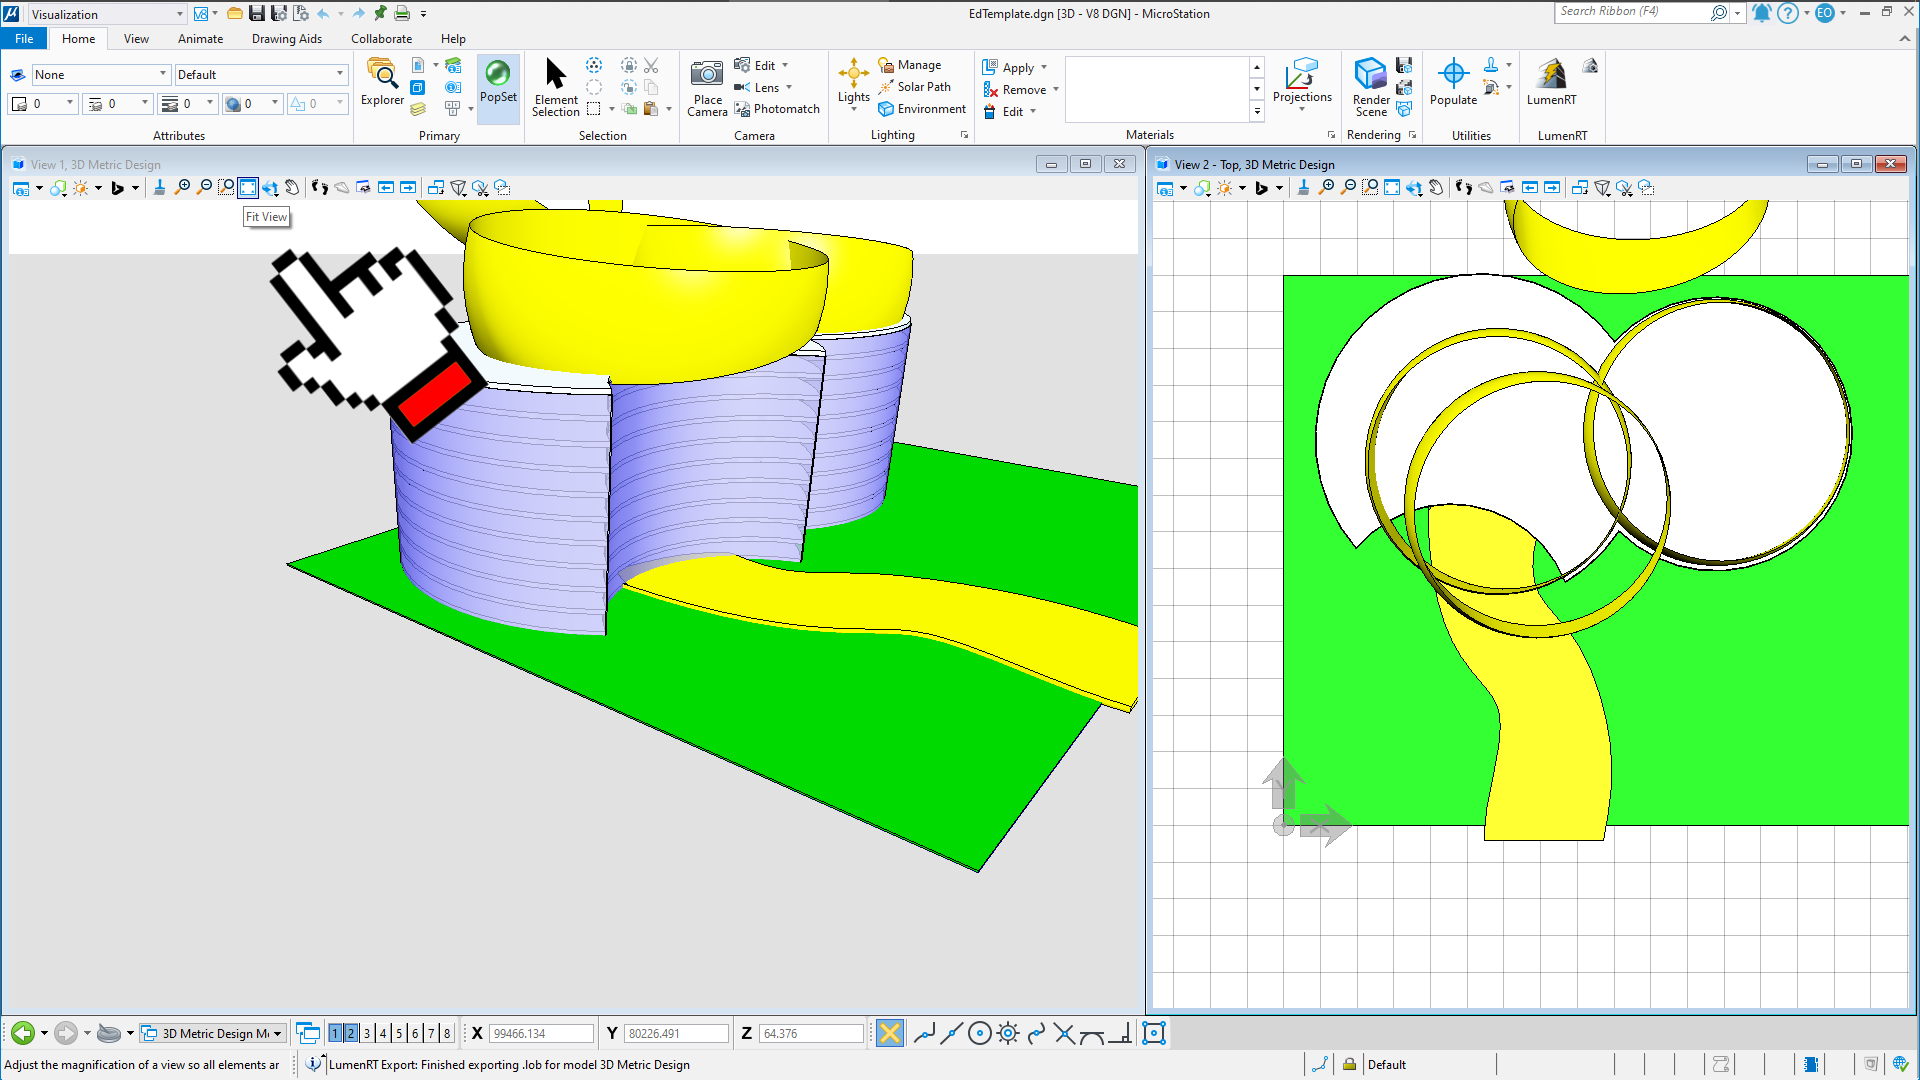 Visualization
EdTemplate.dgn [3D - V8 DGN] - MicroStation
Search Ribbon (F4)
EO
File Home View Animate Drawing Aids Collaborate Help
None
Default
0 0 0 0 0
Attributes
Explorer
PopSet
Primary
Element Selection
Selection
Place Camera
Edit
Lens
Photomatch
Camera
Lights
Manage
Solar Path
Environment
Lighting
Apply
Remove
Edit
Materials
Projections
Render Scene
Rendering
Populate
Utilities
LumenRT
LumenRT
View 1, 3D Metric Design
View 2 - Top, 3D Metric Design
Fit View
Y
X
3D Metric Design Mo
1 2 3 4 5 6 7 8
X 99466.134
Y 80226.491
Z 64.376
Adjust the magnification of a view so all elements ar
LumenRT Export: Finished exporting .lob for model 3D Metric Design
Default